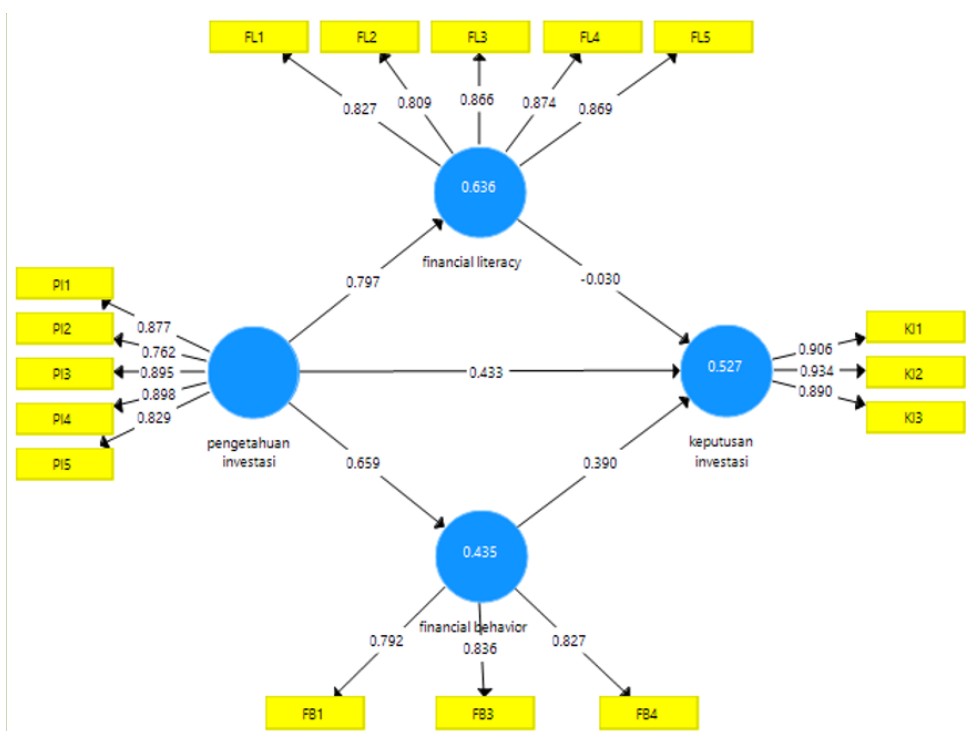 FL1 FL2 FL3 FL4 FL5
0.827 0.809 0.866 0.874 0.869
0.636
financial literacy
0.797 -0.030
PI1
PI2
PI3
PI4
PI5
0.877
0.762
0.895
0.898
0.829
pengetahuan
investasi
0.433
0.527
keputusan
investasi
0.906
0.934
0.890
KI1
KI2
KI3
0.659 0.390
0.435
financial behavior
0.792 0.836 0.827
FB1 FB3 FB4